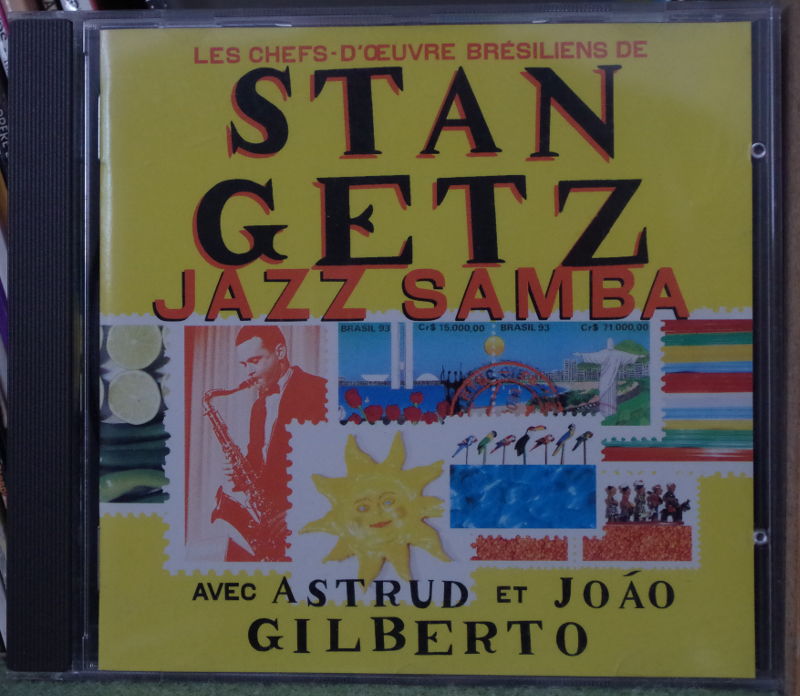 LES CHEFS-D'ŒUVRE BRÉSILIENS DE
STAN
GETZ
JAZZ SAMBA
BRASIL 93 Cr$ 15.000,00 BRASIL 93 Cr$ 71.000,00
AVEC ASTRUD ET JOÁO
GILBERTO